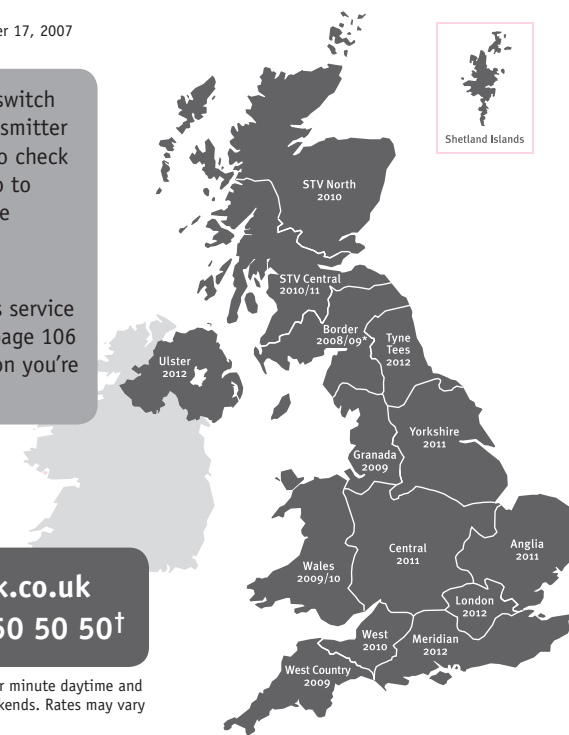 er 17, 2007
switch
smitter
o check
o to
e
s service
page 106
on you're
k.co.uk
50 50 50†
r minute daytime and
kends. Rates may vary
Shetland Islands
STV North
2010
STV Central
2010/11
Border
2008/09*
Tyne
Tees
2012
Ulster
2012
Yorkshire
2011
Granada
2009
Central
2011
Anglia
2011
Wales
2009/10
London
2012
West
2010
Meridian
2012
West Country
2009